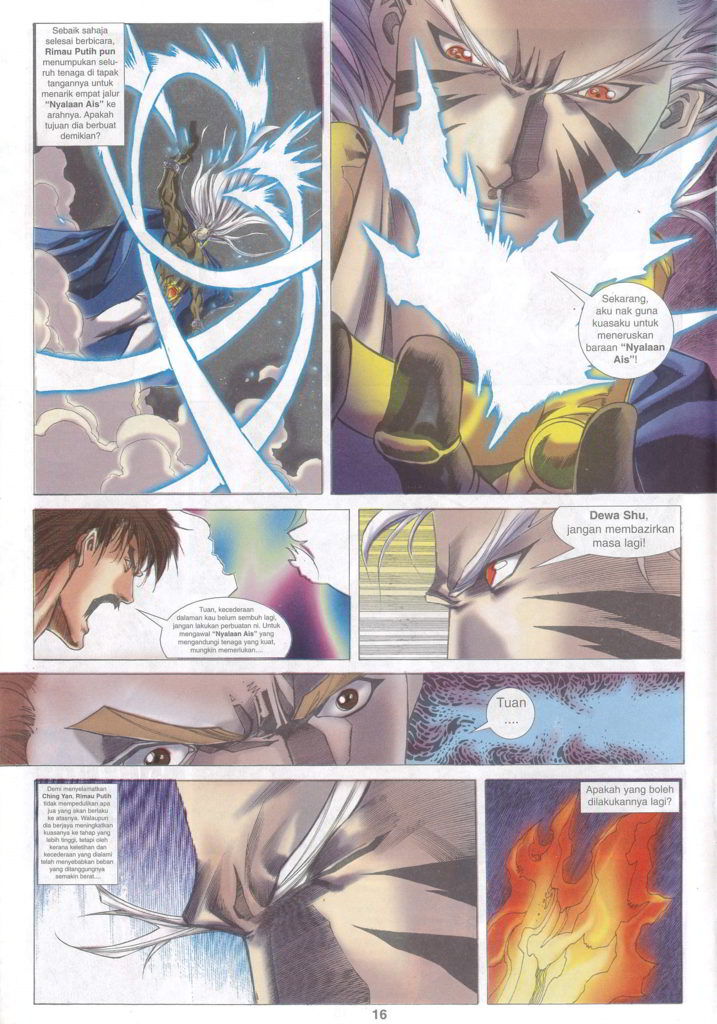 Sebaik sahaja
selesai berbicara,
Rimau Putih pun
menumpukan selu-
ruh tenaga di tapak
tangannya untuk
menarik empat jalur
"Nyalaan Ais" ke
arahnya. Apakah
tujuan dia berbuat
demikian?
Sekarang,
aku nak guna
kuasaku untuk
meneruskan
baraan "Nyalaan
Ais"!
Tuan, kecederaan
dalaman kau belum sembuh lagi,
jangan lakukan perbuatan ni. Untuk
mengawal "Nyalaan Ais" yang
mengandungi tenaga yang kuat,
mungkin memerlukan....
Dewa Shu,
jangan membazirkan
masa lagi!
Tuan
....
Demi menyelamatkan
Ching Yan, Rimau Putih
tidak mempedulikan apa
jua yang akan berlaku
ke atasnya. Walaupun
dia berjaya meningkatkan
kuasanya ke tahap yang
lebih tinggi, tetapi oleh
kerana keletihan dan
kecederaan yang dialami
telah menyebabkan beban
yang ditanggungnya
semakin berat....
Apakah yang boleh
dilakukannya lagi?
16